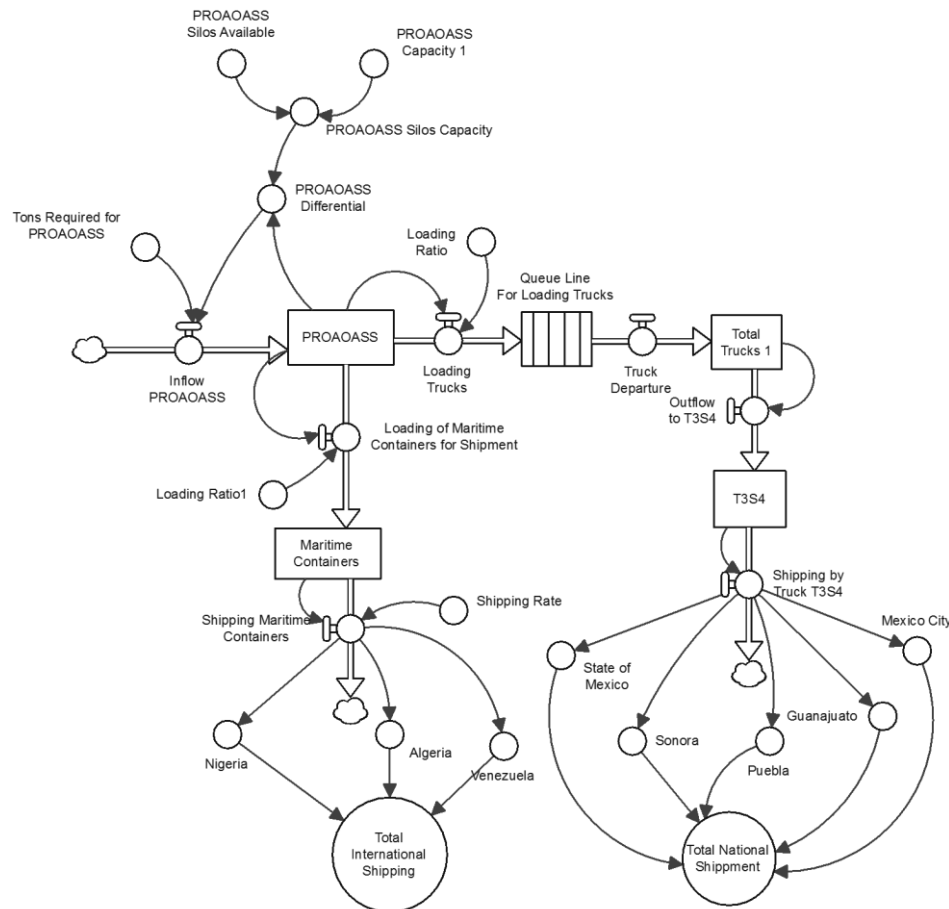 PROAOASS
Silos Available
PROAOASS
Capacity 1
PROAOASS Silos Capacity
PROAOASS
Differential
Tons Required for
PROAOASS
Loading
Ratio
Queue Line
For Loading Trucks
PROAOASS
Total
Trucks 1
Inflow
PROAOASS
Loading
Trucks
Truck
Departure
Outflow
to T3S4
Loading of Maritime
Containers for Shipment
Loading Ratio1
T3S4
Maritime
Containers
Shipping by
Truck T3S4
Shipping Rate
Shipping Maritime
Containers
Mexico City
State of
Mexico
Guanajuato
Sonora
Puebla
Nigeria
Algeria
Venezuela
Total
International
Shipping
Total National
Shippment